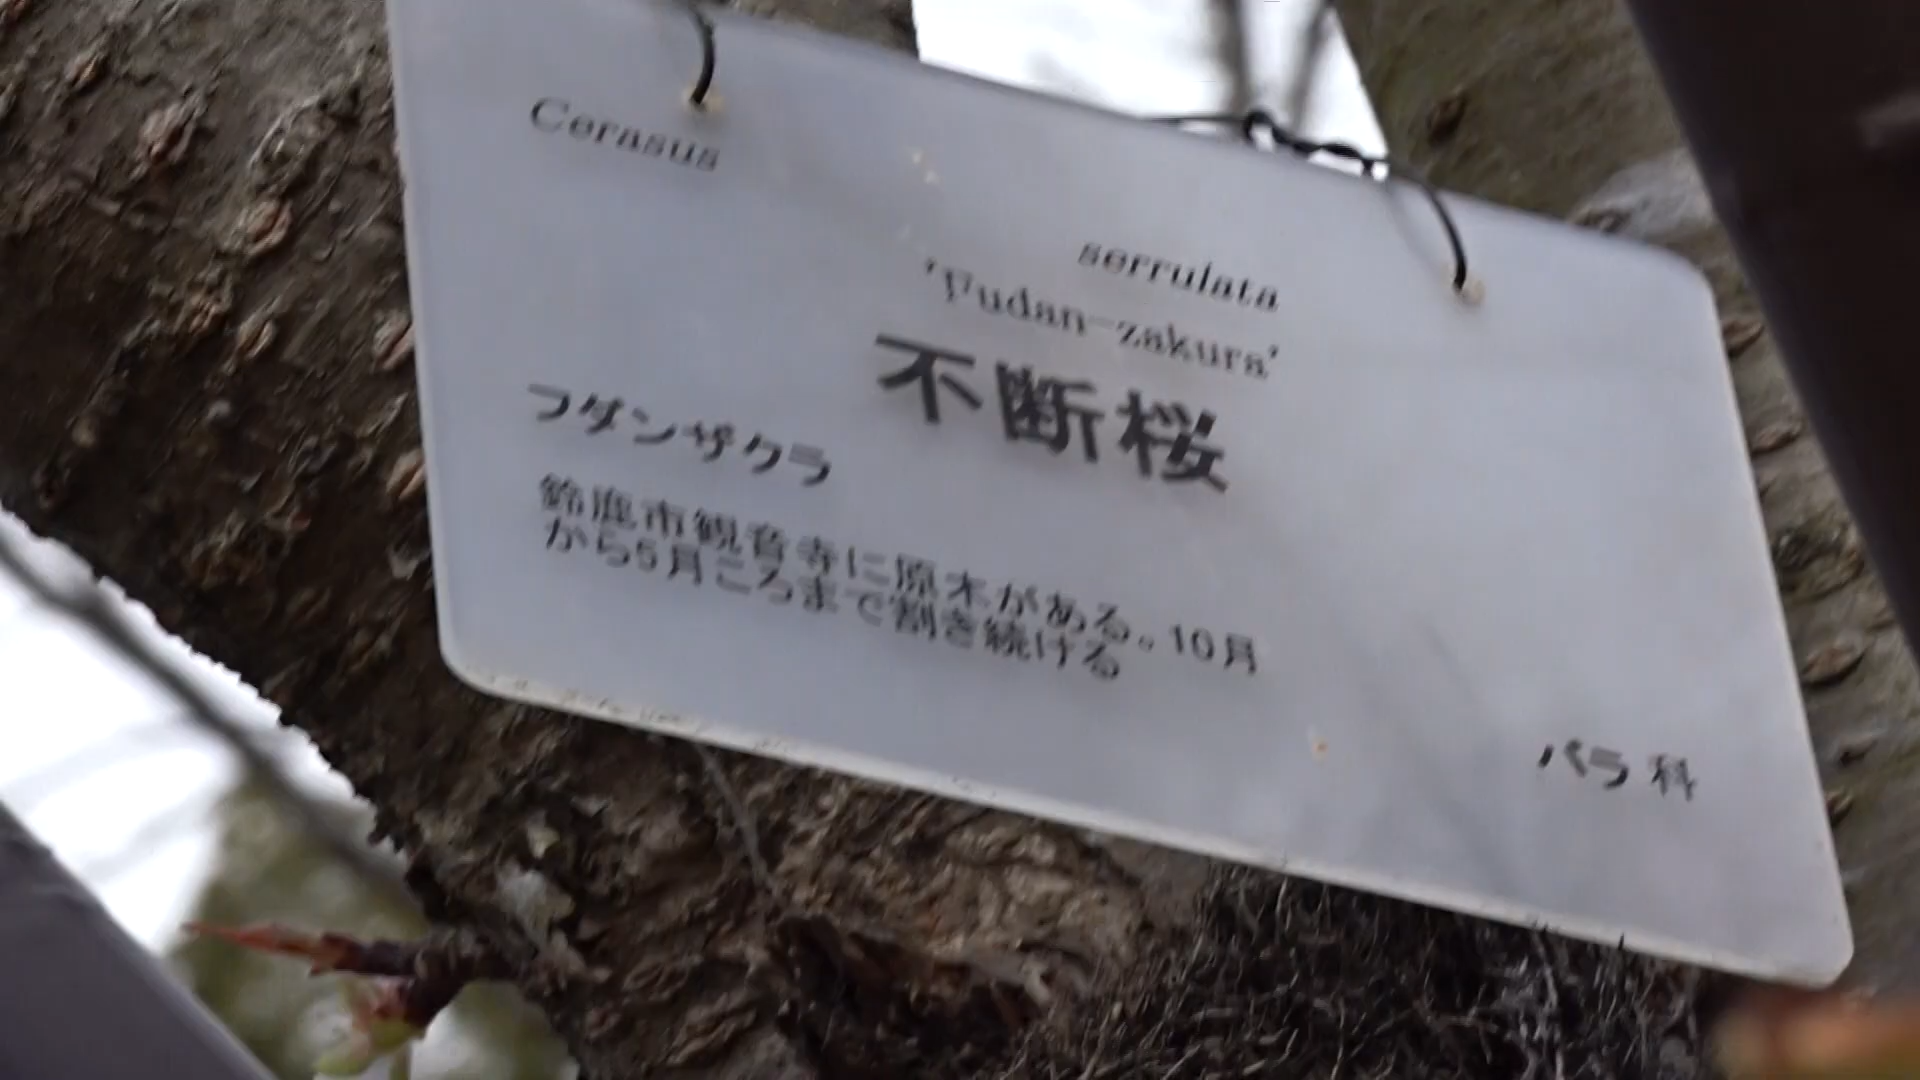 Cerasus
serrulata
'Fudan-zakura'
不断桜
フダンザクラ
鈴鹿市観音寺に原木がある。10月
から5月ころまで割き続ける
バラ科